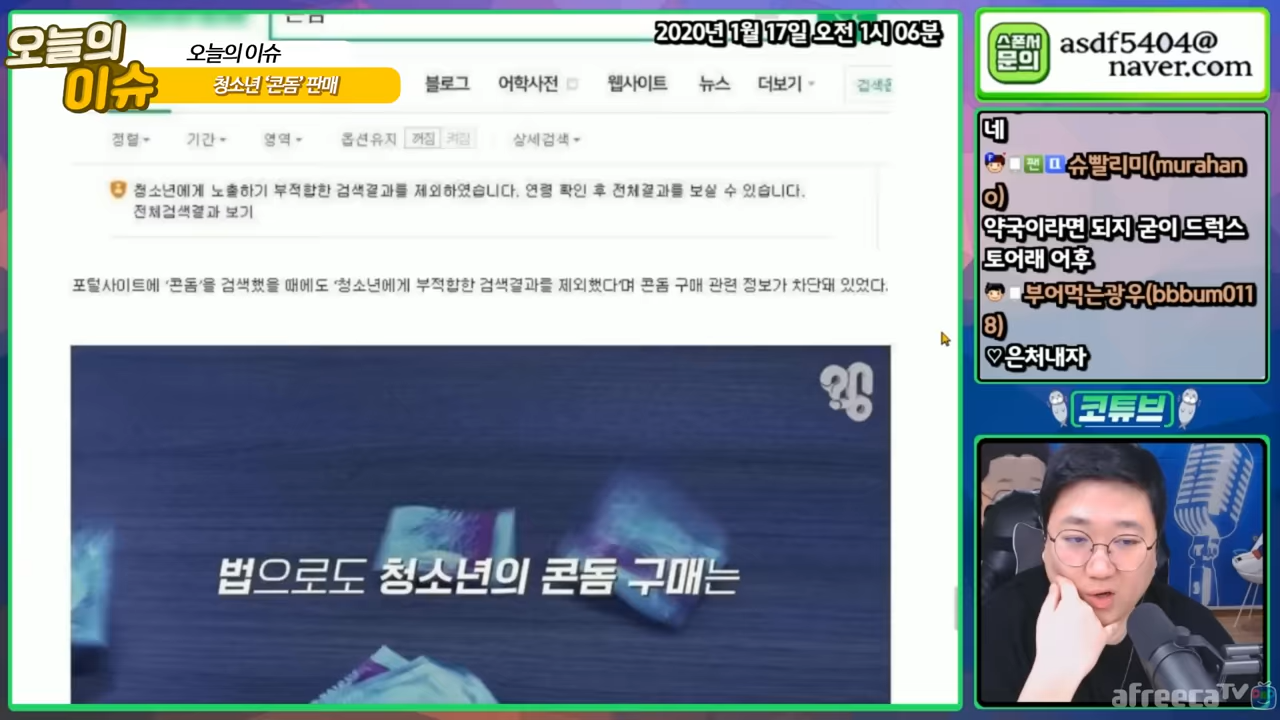 오늘의
이슈
오늘의 이슈
청소년 '콘돔' 판매
2020년 1월 17일 오전 1시 06분
블로그 어학사전 웹사이트 뉴스 더보기
정렬 기간 영역 옵션유지 꺼짐 켜짐 상세검색
청소년에게 노출하기 부적합한 검색결과를 제외하였습니다. 연령 확인 후 전체결과를 보실 수 있습니다.
전체검색결과 보기
포털사이트에 '콘돔'을 검색했을 때에도 '청소년에게 부적합한 검색결과를 제외했다'며 콘돔 구매 관련 정보가 차단돼 있었다.
법으로도 청소년의 콘돔 구매는
스폰서
문의
asdf5404@
naver.com
네
팬 슈빨리미(murahan
o)
약국이라면 되지 굳이 드럭스
토어래 어후
부어먹는광우(bbbum011
8)
♡은처내자
코튜브
afreecaTV